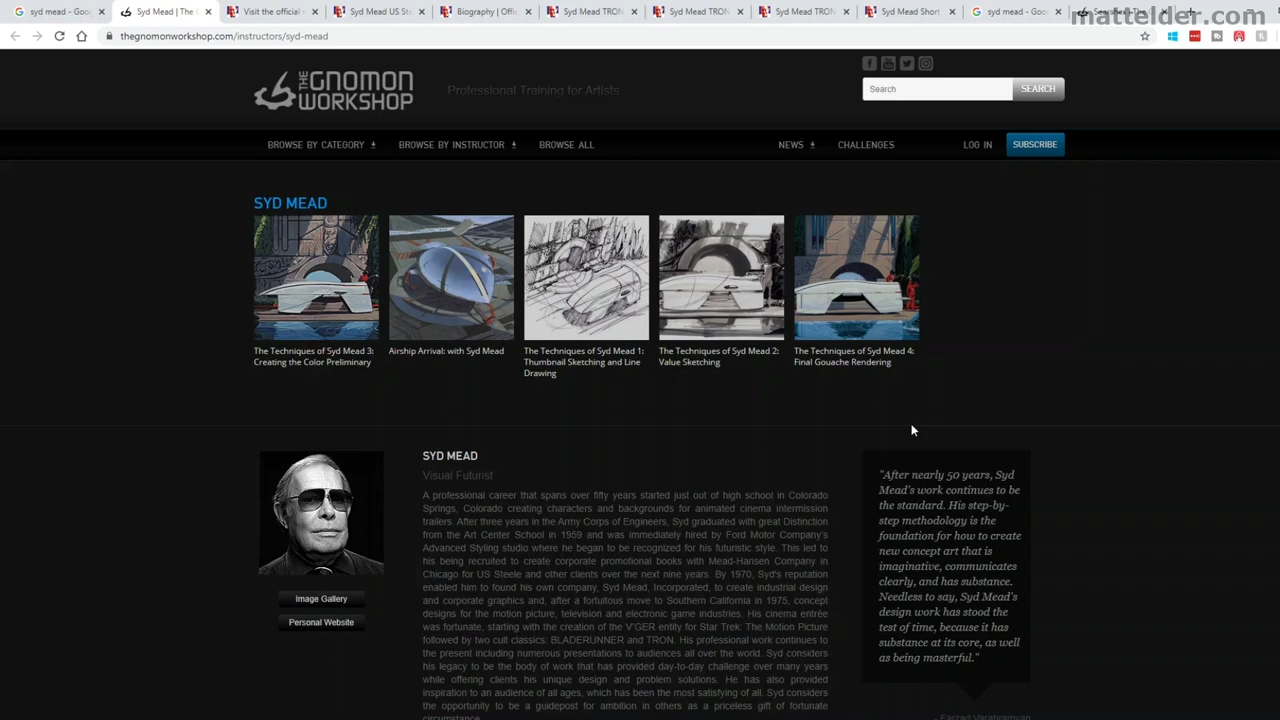 syd mead - Goog
Syd Mead | The G
Visit the official s
Syd Mead US Ste
Biography | Offic
Syd Mead TRON
Syd Mead TRON
Syd Mead TRON
Syd Mead Short
syd mead - Goog
mattelder.com
thegnomonworkshop.com/instructors/syd-mead
THE GNOMON WORKSHOP
Professional Training for Artists
Search
SEARCH
BROWSE BY CATEGORY
BROWSE BY INSTRUCTOR
BROWSE ALL
NEWS
CHALLENGES
LOG IN
SUBSCRIBE
SYD MEAD
The Techniques of Syd Mead 3:
Creating the Color Preliminary
Airship Arrival: with Syd Mead
The Techniques of Syd Mead 1:
Thumbnail Sketching and Line
Drawing
The Techniques of Syd Mead 2:
Value Sketching
The Techniques of Syd Mead 4:
Final Gouache Rendering
Image Gallery
Personal Website
SYD MEAD
Visual Futurist
A professional career that spans over fifty years started just out of high school in Colorado
Springs, Colorado creating characters and backgrounds for animated cinema intermission
trailers. After three years in the Army Corps of Engineers, Syd graduated with great Distinction
from the Art Center School in 1959 and was immediately hired by Ford Motor Company's
Advanced Styling studio where he began to be recognized for his futuristic style. This led to
his being recruited to create corporate promotional books with Mead-Hansen Company in
Chicago for US Steele and other clients over the next nine years. By 1970, Syd's reputation
enabled him to found his own company, Syd Mead, Incorporated, to create industrial design
and corporate graphics and, after a fortuitous move to Southern California in 1975, concept
designs for the motion picture, television and electronic game industries. His cinema entrée
was fortunate, starting with the creation of the V'GER entity for Star Trek. The Motion Picture
followed by two cult classics: BLADERUNNER and TRON. His professional work continues to
the present including numerous presentations to audiences all over the world. Syd considers
his legacy to be the body of work that has provided day-to-day challenge over many years
while offering clients his unique design and problem solutions. He has also provided
inspiration to an audience of all ages, which has been the most satisfying of all. Syd considers
the opportunity to be a guidepost for ambition in others as a priceless gift of fortunate
circumstance.
"After nearly 50 years, Syd
Mead's work continues to be
the standard. His step-by-
step methodology is the
foundation for how to create
new concept art that is
imaginative, communicates
clearly, and has substance.
Needless to say, Syd Mead's
design work has stood the
test of time, because it has
substance at its core, as well
as being masterful."
- Farzad Varahramyan